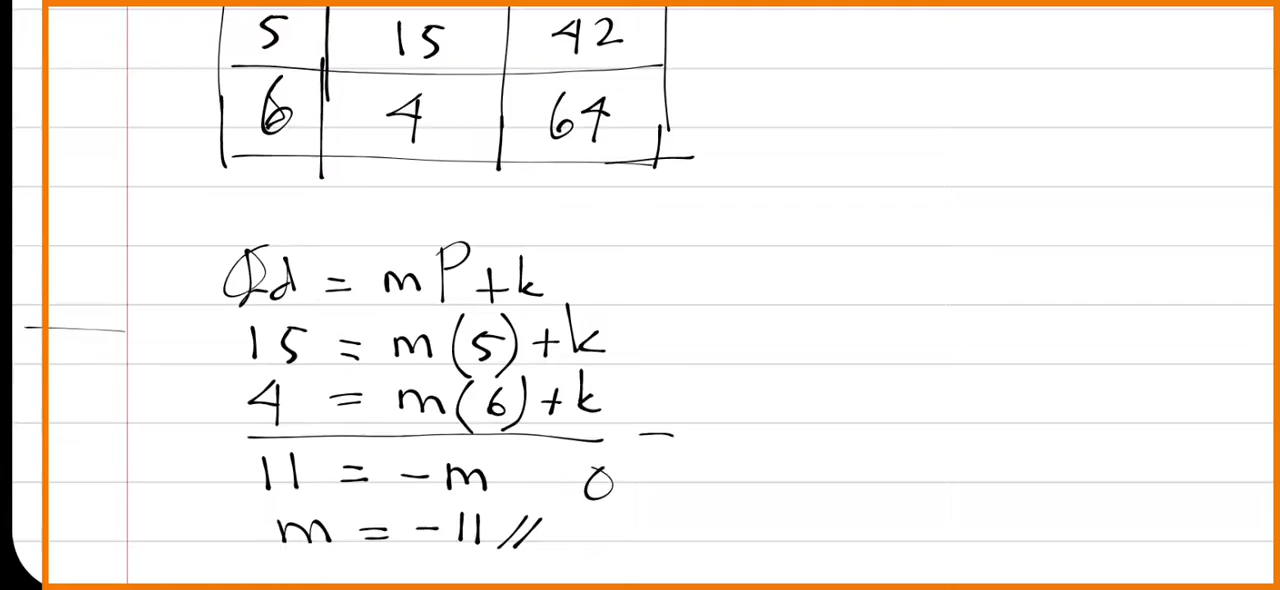 5 15 42
6 4 64
Qd = mP+k
15 = m(5)+k
4 = m(6)+k
—
11 = -m 0
m = -11//